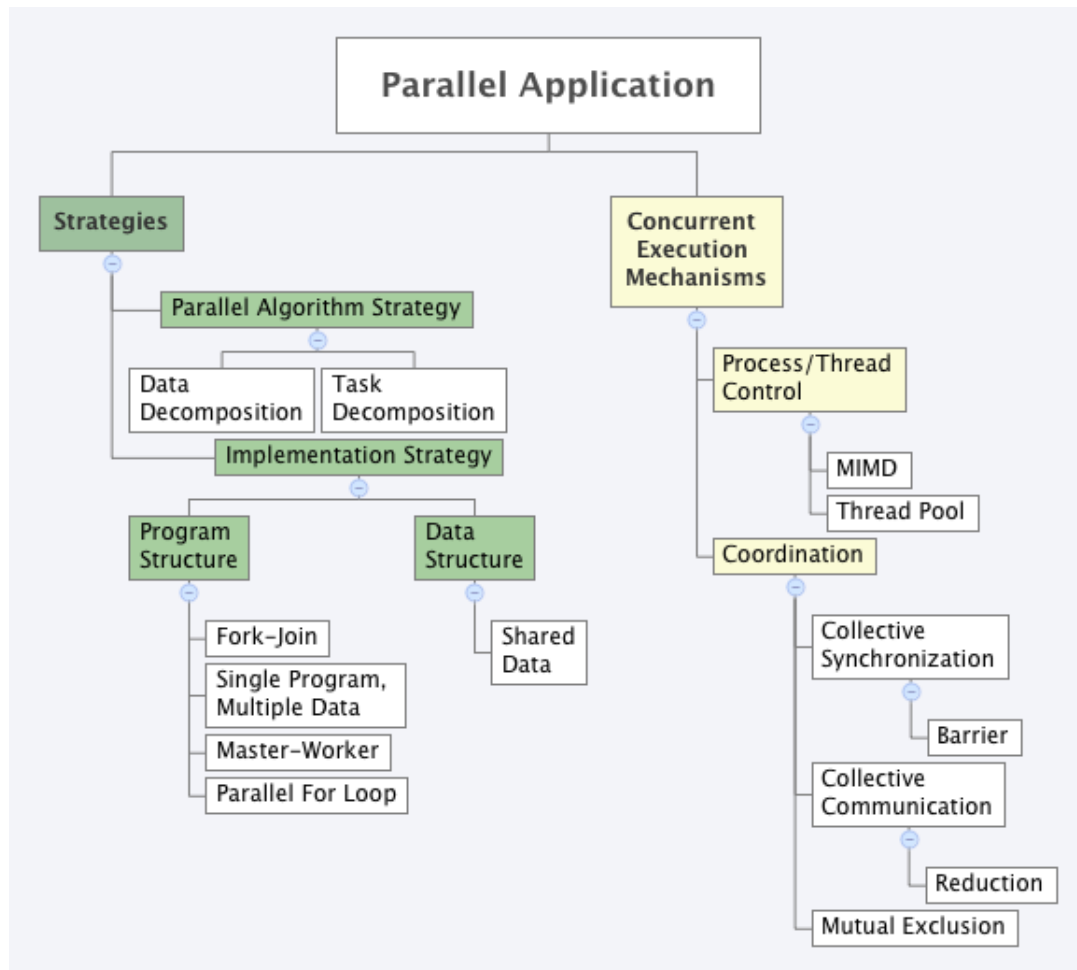 Parallel Application
Strategies
Parallel Algorithm Strategy
Data
Decomposition
Task
Decomposition
Implementation Strategy
Program
Structure
Fork-Join
Single Program,
Multiple Data
Master-Worker
Parallel For Loop
Data
Structure
Shared
Data
Concurrent
Execution
Mechanisms
Process/Thread
Control
MIMD
Thread Pool
Coordination
Collective
Synchronization
Barrier
Collective
Communication
Reduction
Mutual Exclusion